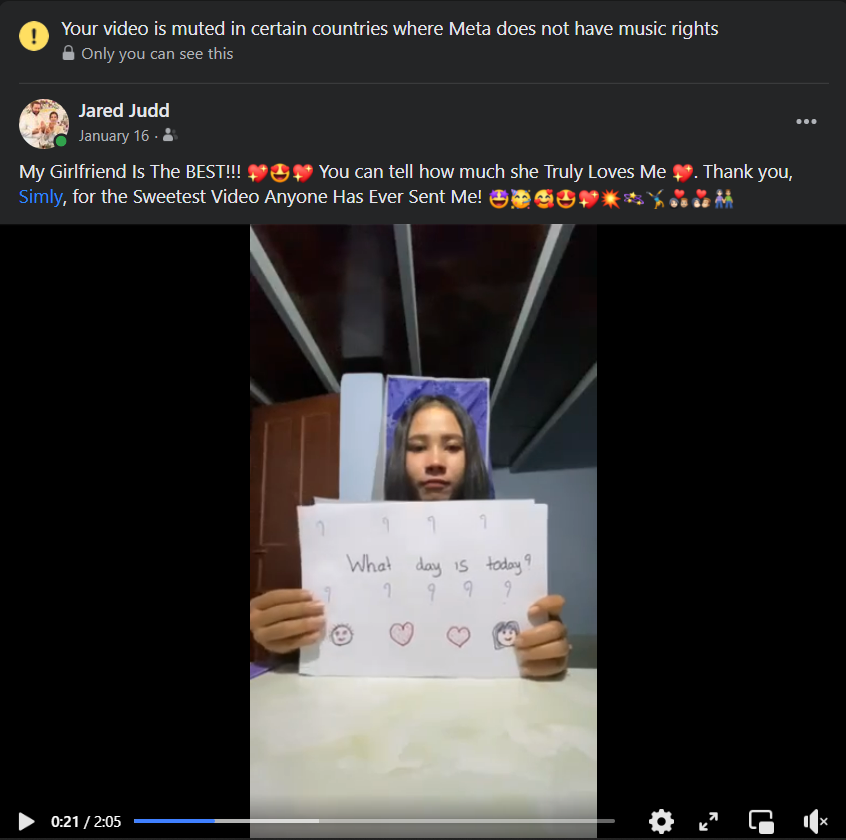 Your video is muted in certain countries where Meta does not have music rights
Only you can see this
Jared Judd
January 16 ·
My Girlfriend Is The BEST!!! 💖🤩💖 You can tell how much she Truly Loves Me 💖. Thank you,
Simly, for the Sweetest Video Anyone Has Ever Sent Me! 🤩🥳🥰🤩💖💥💫🤸💑💑👫
? ? ? ?
What day is today?
? ? ? ? ?
0:21 / 2:05